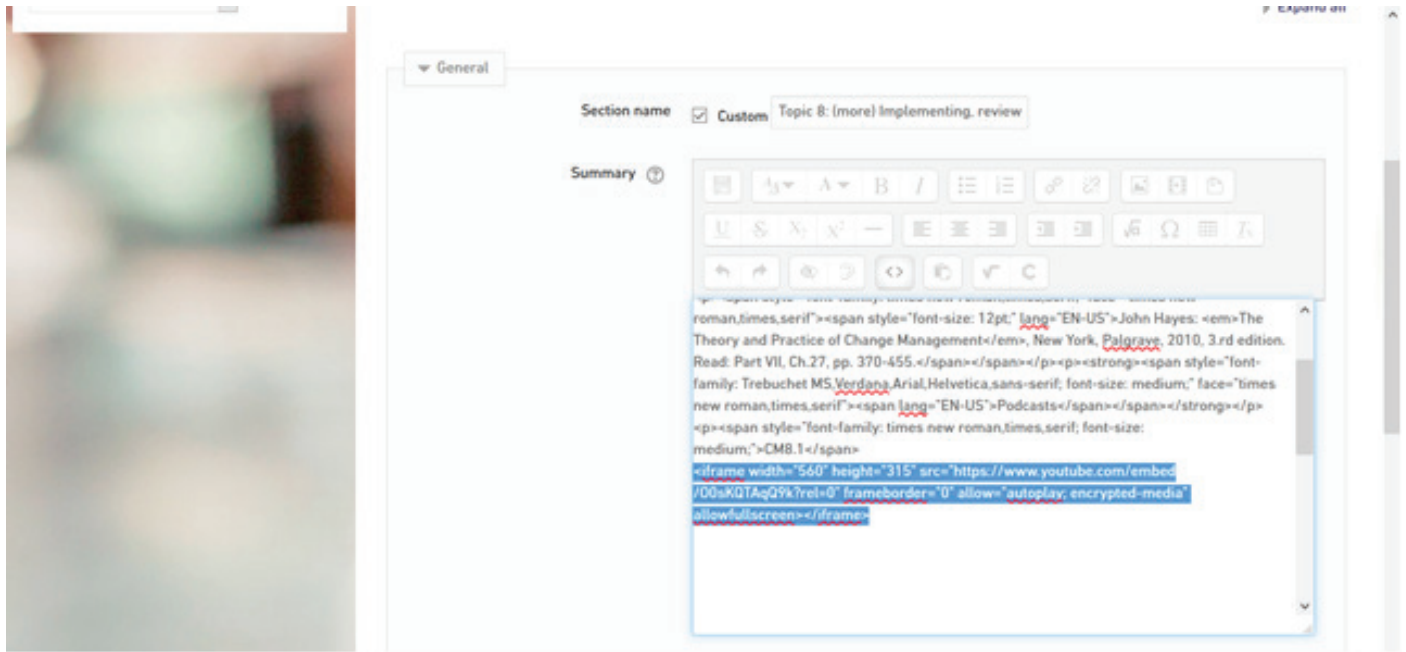 Expand all
General
Section name
Custom
Topic 8: (more) Implementing, review
Summary
roman,times,serif"><span style="font-size: 12pt;" lang="EN-US">John Hayes: <em>The
Theory and Practice of Change Management</em>, New York, Palgrave, 2010, 3.rd edition.
Read: Part VII, Ch.27, pp. 370-455.</span></span></p><p><strong><span style="font-
family: Trebuchet MS,Verdana,Arial,Helvetica,sans-serif; font-size: medium;" face="times
new roman,times,serif"><span lang="EN-US">Podcasts</span></span></strong></p>
<p><span style="font-family: times new roman,times,serif; font-size:
medium;">CM8.1</span>
<iframe width="560" height="315" src="https://www.youtube.com/embed
/O0sKQTAqQ9k?rel=0" frameborder="0" allow="autoplay; encrypted-media"
allowfullscreen></iframe>